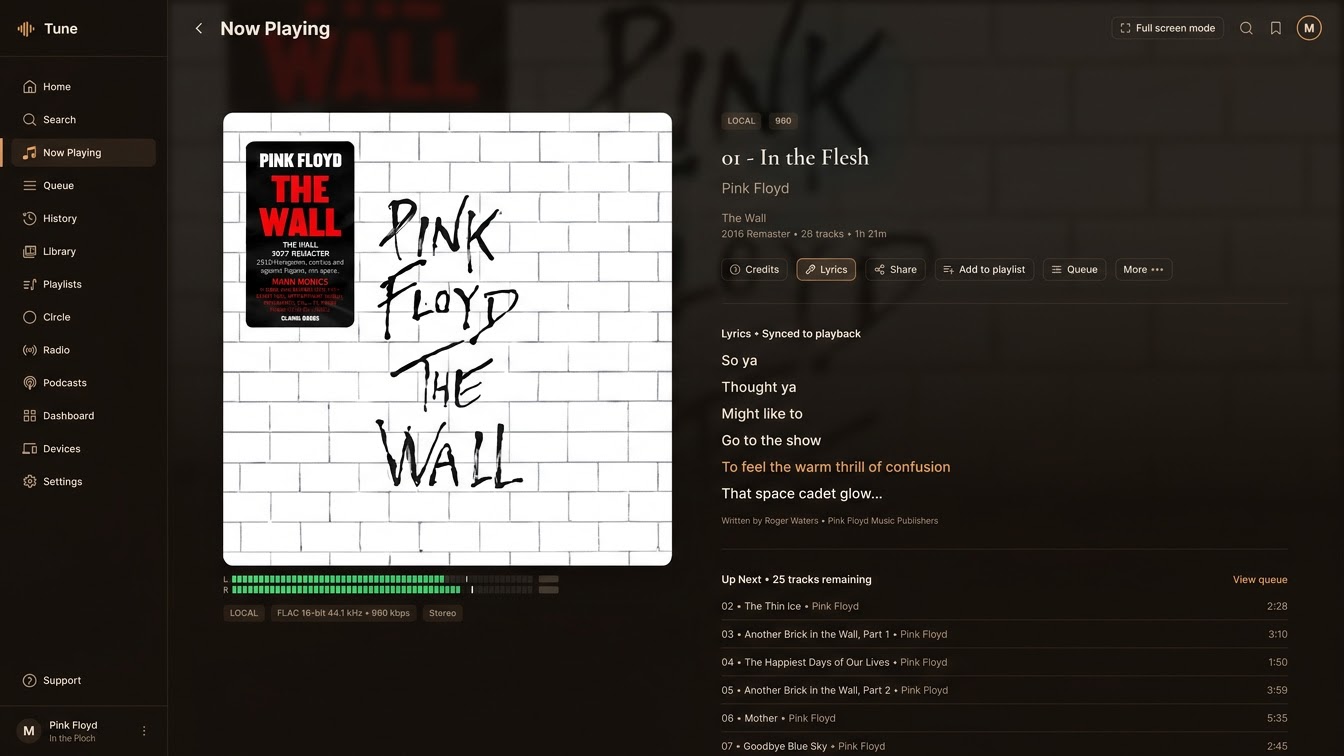 Tune
Now Playing
Full screen mode
M
Home
Search
Now Playing
Queue
History
Library
Playlists
Circle
Radio
Podcasts
Dashboard
Devices
Settings
Support
M
Pink Floyd
In the Ploch
PINK FLOYD
THE
WALL
THE WALL
3077 REMACTER
MANN MONICS
PINK
FLOYD
THE
WALL
L
R
LOCAL
FLAC 16-bit 44.1 kHz • 960 kbps
Stereo
LOCAL
960
01 - In the Flesh
Pink Floyd
The Wall
2016 Remaster • 26 tracks • 1h 21m
Credits
Lyrics
Share
Add to playlist
Queue
More •••
Lyrics • Synced to playback
So ya
Thought ya
Might like to
Go to the show
To feel the warm thrill of confusion
That space cadet glow...
Written by Roger Waters • Pink Floyd Music Publishers
Up Next • 25 tracks remaining
View queue
02 • The Thin Ice • Pink Floyd 2:28
03 • Another Brick in the Wall, Part 1 • Pink Floyd 3:10
04 • The Happiest Days of Our Lives • Pink Floyd 1:50
05 • Another Brick in the Wall, Part 2 • Pink Floyd 3:59
06 • Mother • Pink Floyd 5:35
07 • Goodbye Blue Sky • Pink Floyd 2:45